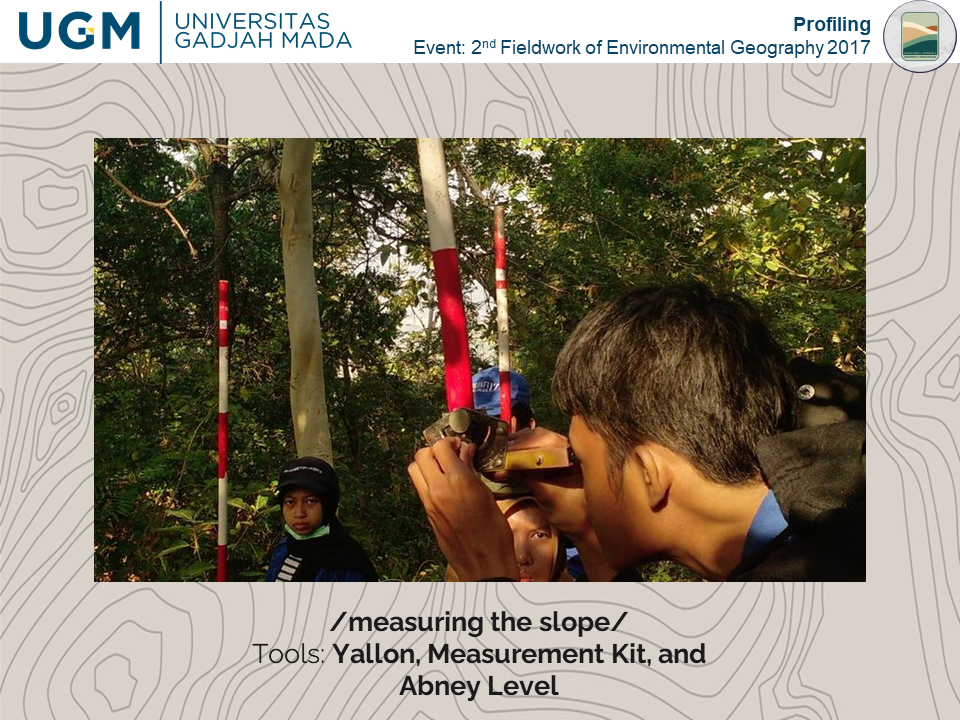 UGM
UNIVERSITAS
GADJAH MADA
Profiling
Event: 2nd Fieldwork of Environmental Geography 2017
/measuring the slope/
Tools: Yallon, Measurement Kit, and
Abney Level